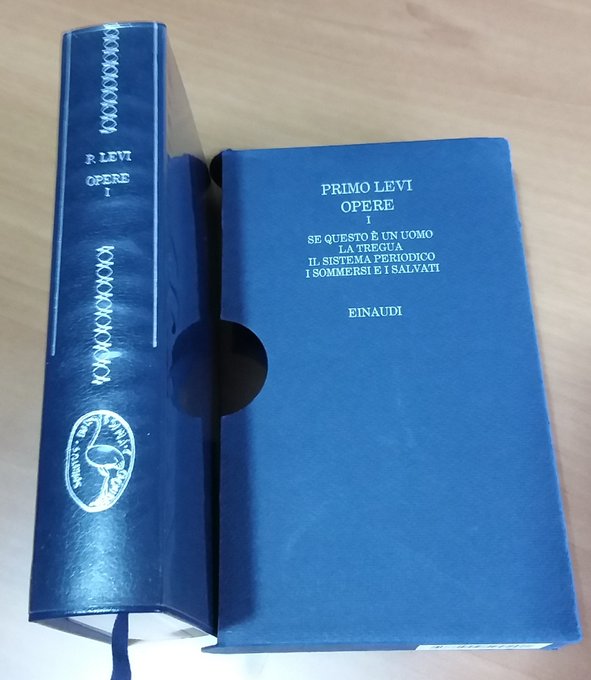 P. LEVI
OPERE
I
PRIMO LEVI
OPERE
I
SE QUESTO È UN UOMO
LA TREGUA
IL SISTEMA PERIODICO
I SOMMERSI E I SALVATI
EINAUDI